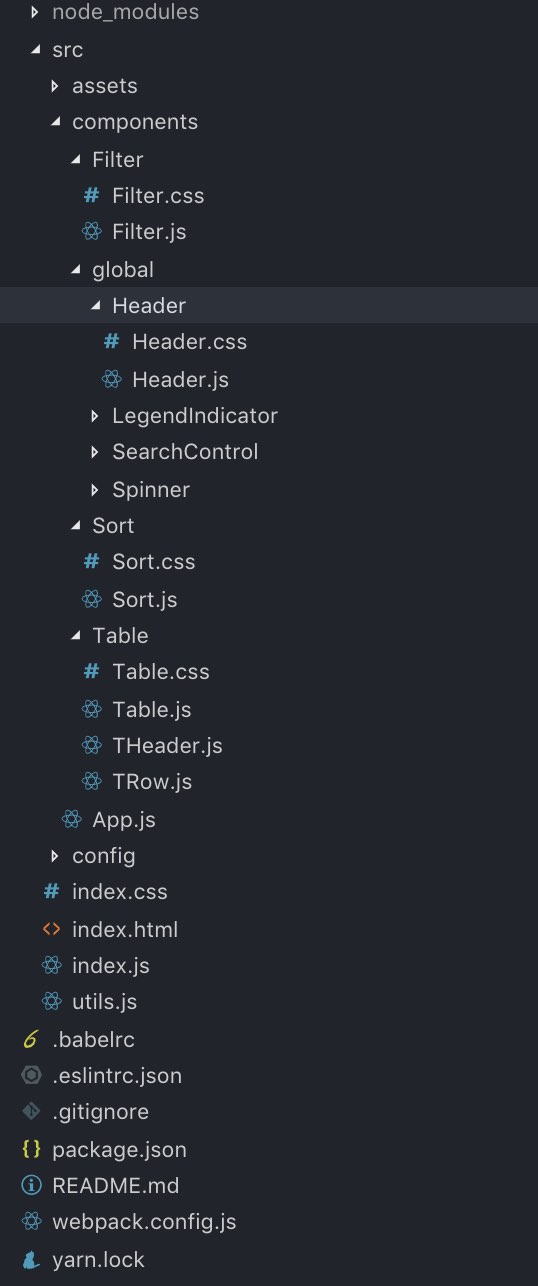 node_modules
src
assets
components
Filter
# Filter.css
Filter.js
global
Header
# Header.css
Header.js
LegendIndicator
SearchControl
Spinner
Sort
# Sort.css
Sort.js
Table
# Table.css
Table.js
THeader.js
TRow.js
App.js
config
# index.css
<> index.html
index.js
utils.js
6 .babelrc
.eslintrc.json
.gitignore
{} package.json
i README.md
webpack.config.js
yarn.lock